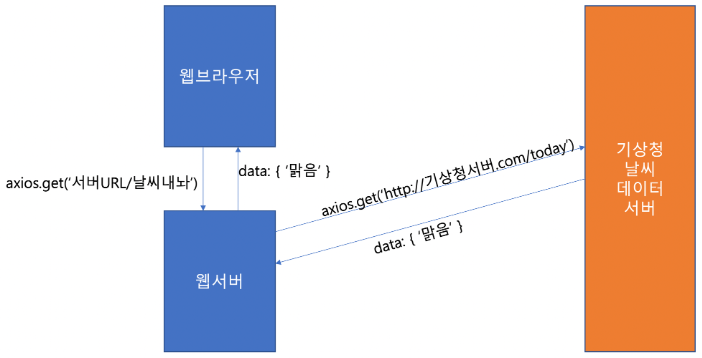 웹브라우저
axios.get('서버URL/날씨내놔')
data: { '맑음' }
웹서버
axios.get('http://기상청서버.com/today')
data: { '맑음' }
기상청
날씨
데이터
서버